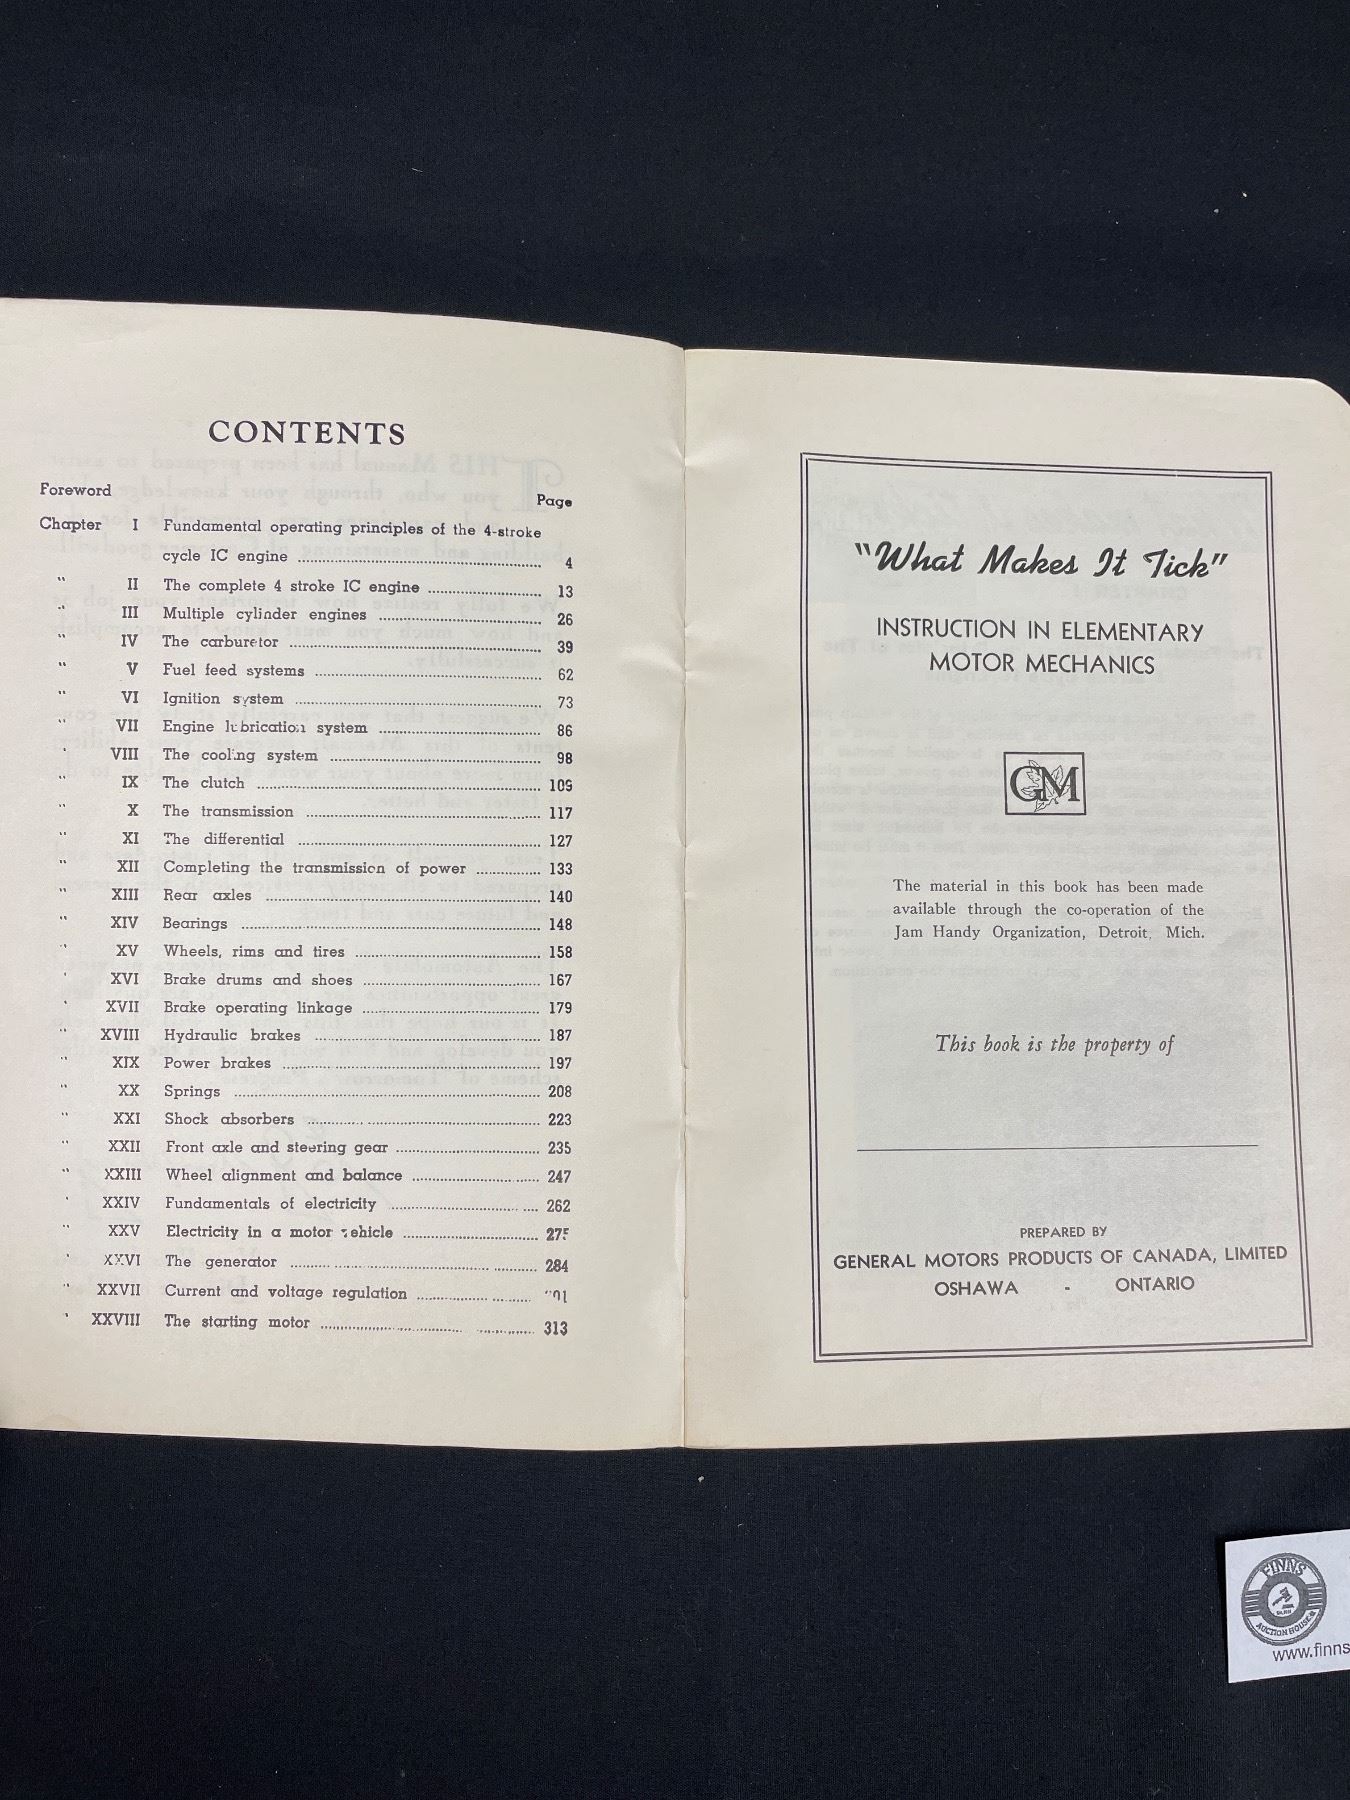 CONTENTS
Foreword
Page
Chapter I Fundamental operating principles of the 4-stroke
cycle IC engine 4
" II The complete 4 stroke IC engine 13
" III Multiple cylinder engines 26
" IV The carburetor 39
" V Fuel feed systems 62
" VI Ignition system 73
" VII Engine lubrication system 86
" VIII The cooling system 98
" IX The clutch 109
" X The transmission 117
" XI The differential 127
" XII Completing the transmission of power 133
" XIII Rear axles 140
" XIV Bearings 148
" XV Wheels, rims and tires 158
" XVI Brake drums and shoes 167
" XVII Brake operating linkage 179
" XVIII Hydraulic brakes 187
" XIX Power brakes 197
" XX Springs 208
" XXI Shock absorbers 223
" XXII Front axle and steering gear 235
" XXIII Wheel alignment and balance 247
" XXIV Fundamentals of electricity 262
" XXV Electricity in a motor vehicle 275
" XXVI The generator 284
" XXVII Current and voltage regulation
" XXVIII The starting motor 313
"What Makes It Tick"
INSTRUCTION IN ELEMENTARY
MOTOR MECHANICS
GM
The material in this book has been made
available through the co-operation of the
Jam Handy Organization, Detroit, Mich.
This book is the property of
PREPARED BY
GENERAL MOTORS PRODUCTS OF CANADA, LIMITED
OSHAWA - ONTARIO
FINNS
AUCTION HOUSE
www.finns